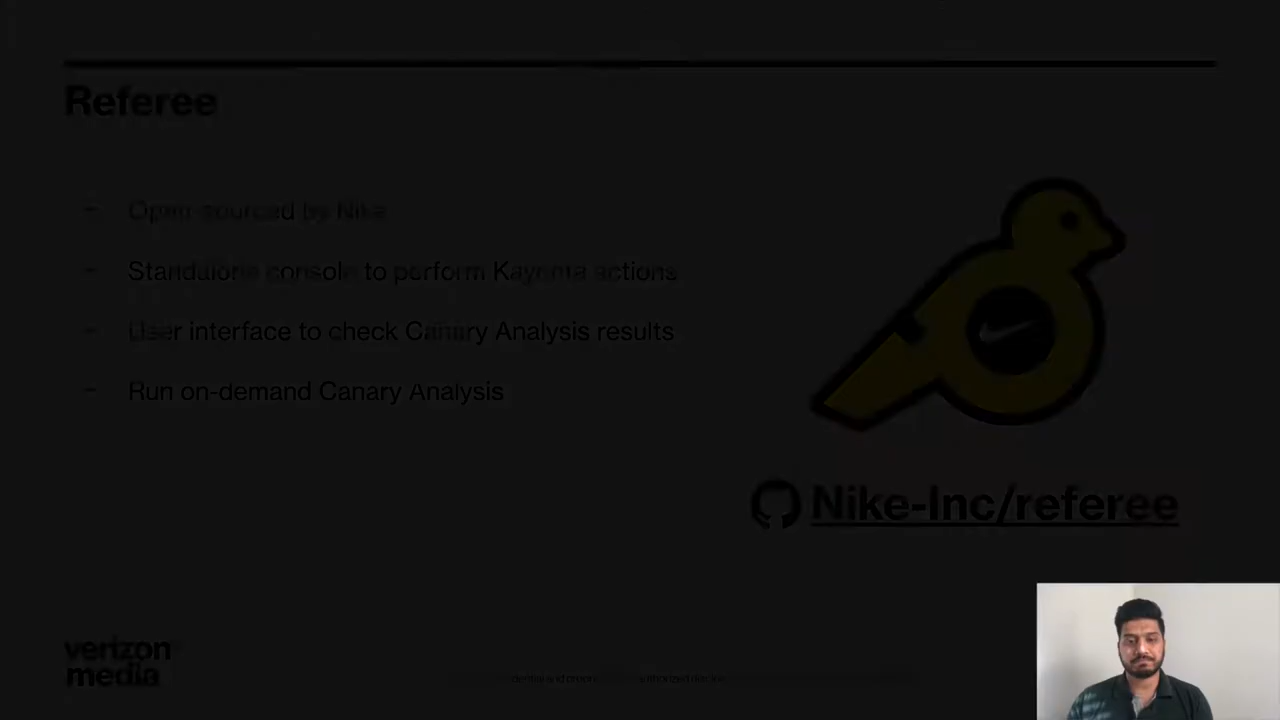 Referee
- Open-sourced by Nike
- Standalone console to perform Kayenta actions
- User interface to check Canary Analysis results
- Run on-demand Canary Analysis
Nike-Inc/referee
verizon
media